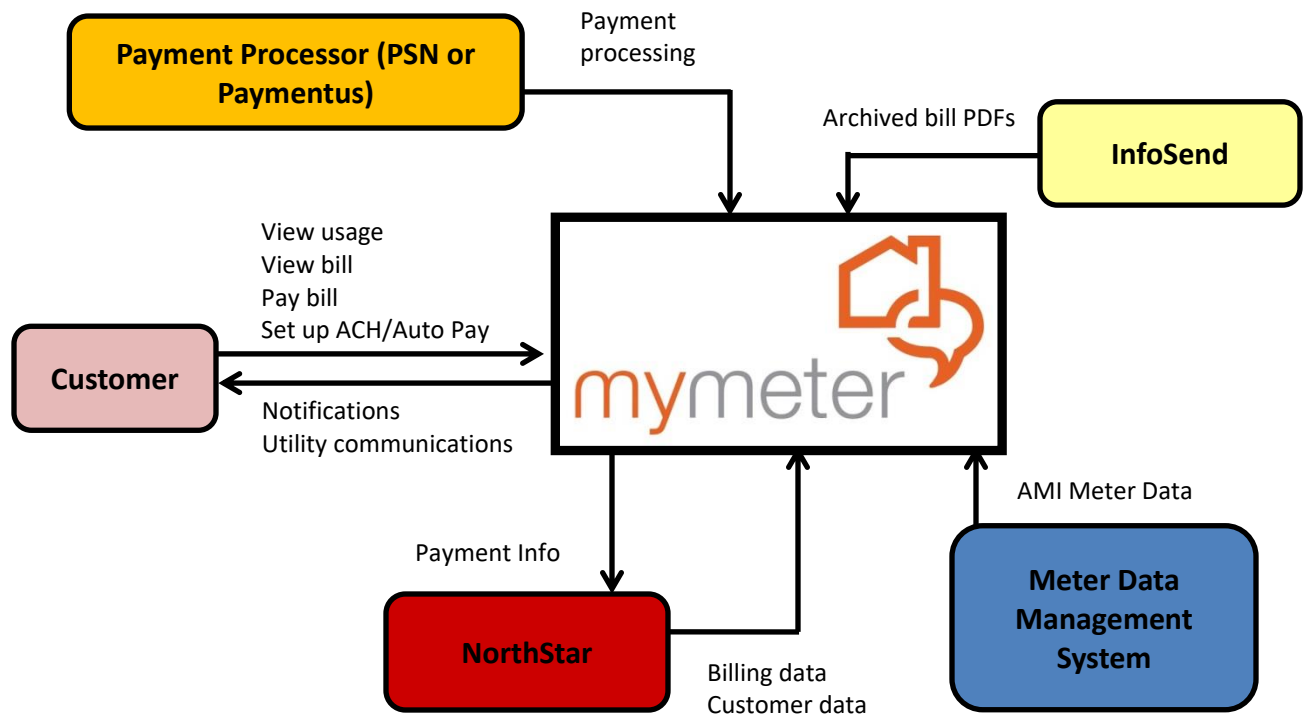 Payment Processor (PSN or
Paymentus)
Payment
processing
Archived bill PDFs
InfoSend
View usage
View bill
Pay bill
Set up ACH/Auto Pay
Customer
mymeter
Notifications
Utility communications
AMI Meter Data
Payment Info
Meter Data
Management
System
NorthStar
Billing data
Customer data